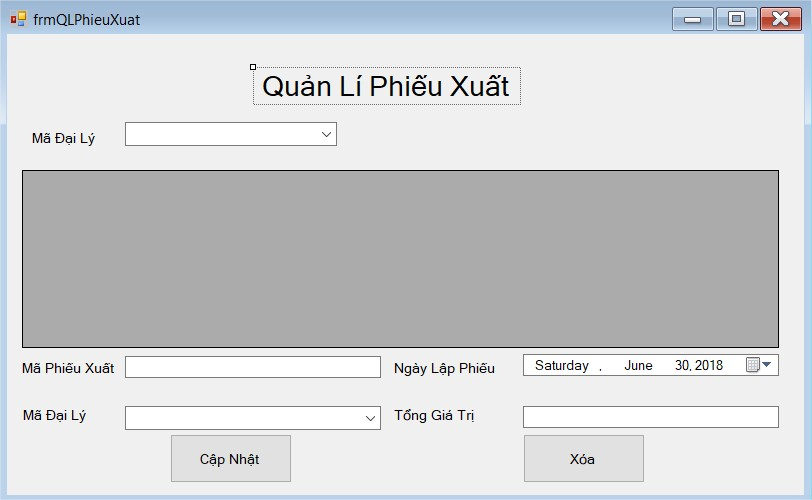 frmQLPhieuXuat
Quản Lí Phiếu Xuất
Mã Đại Lý
Mã Phiếu Xuất
Ngày Lập Phiếu
Saturday , June 30, 2018
Mã Đại Lý
Tổng Giá Trị
Cập Nhật
Xóa